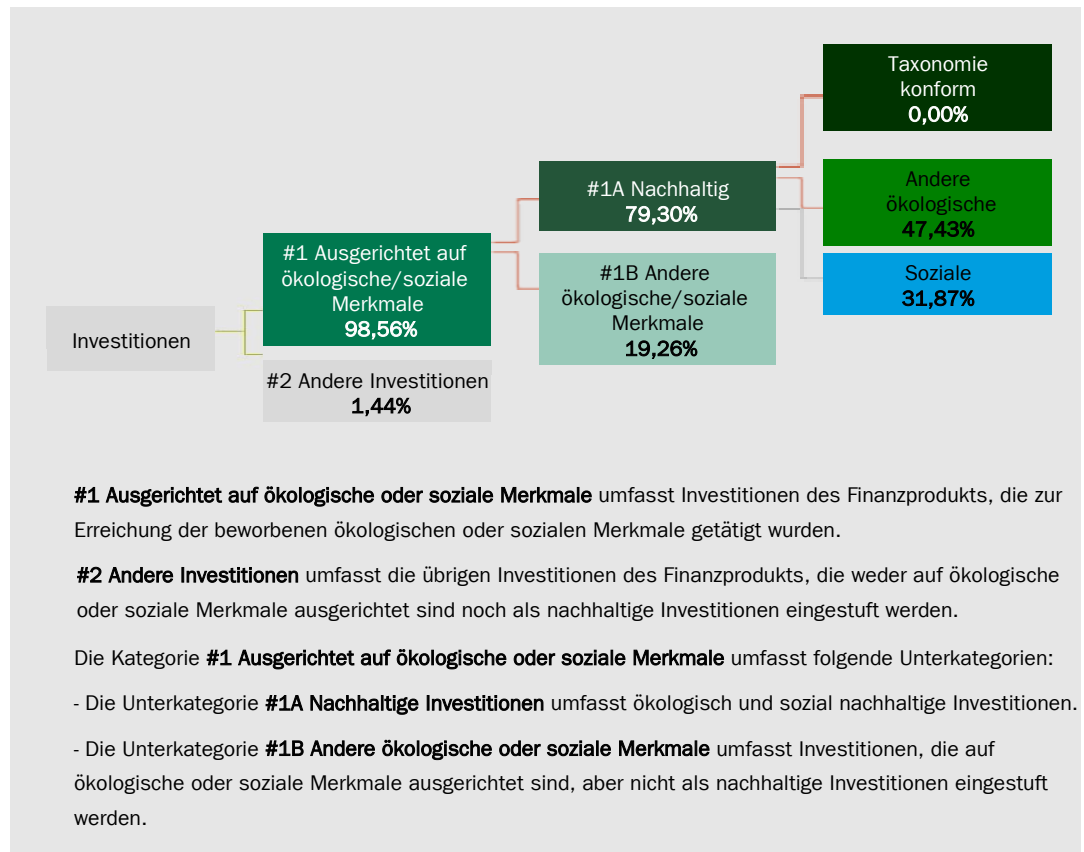 Taxonomie
konform
0,00%
#1A Nachhaltig
79,30%
Andere
ökologische
47,43%
#1 Ausgerichtet auf
ökologische/soziale
Merkmale
98,56%
#1B Andere
ökologische/soziale
Merkmale
19,26%
Soziale
31,87%
Investitionen
#2 Andere Investitionen
1,44%
#1 Ausgerichtet auf ökologische oder soziale Merkmale umfasst Investitionen des Finanzprodukts, die zur
Erreichung der beworbenen ökologischen oder sozialen Merkmale getätigt wurden.
#2 Andere Investitionen umfasst die übrigen Investitionen des Finanzprodukts, die weder auf ökologische
oder soziale Merkmale ausgerichtet sind noch als nachhaltige Investitionen eingestuft werden.
Die Kategorie #1 Ausgerichtet auf ökologische oder soziale Merkmale umfasst folgende Unterkategorien:
- Die Unterkategorie #1A Nachhaltige Investitionen umfasst ökologisch und sozial nachhaltige Investitionen.
- Die Unterkategorie #1B Andere ökologische oder soziale Merkmale umfasst Investitionen, die auf
ökologische oder soziale Merkmale ausgerichtet sind, aber nicht als nachhaltige Investitionen eingestuft
werden.